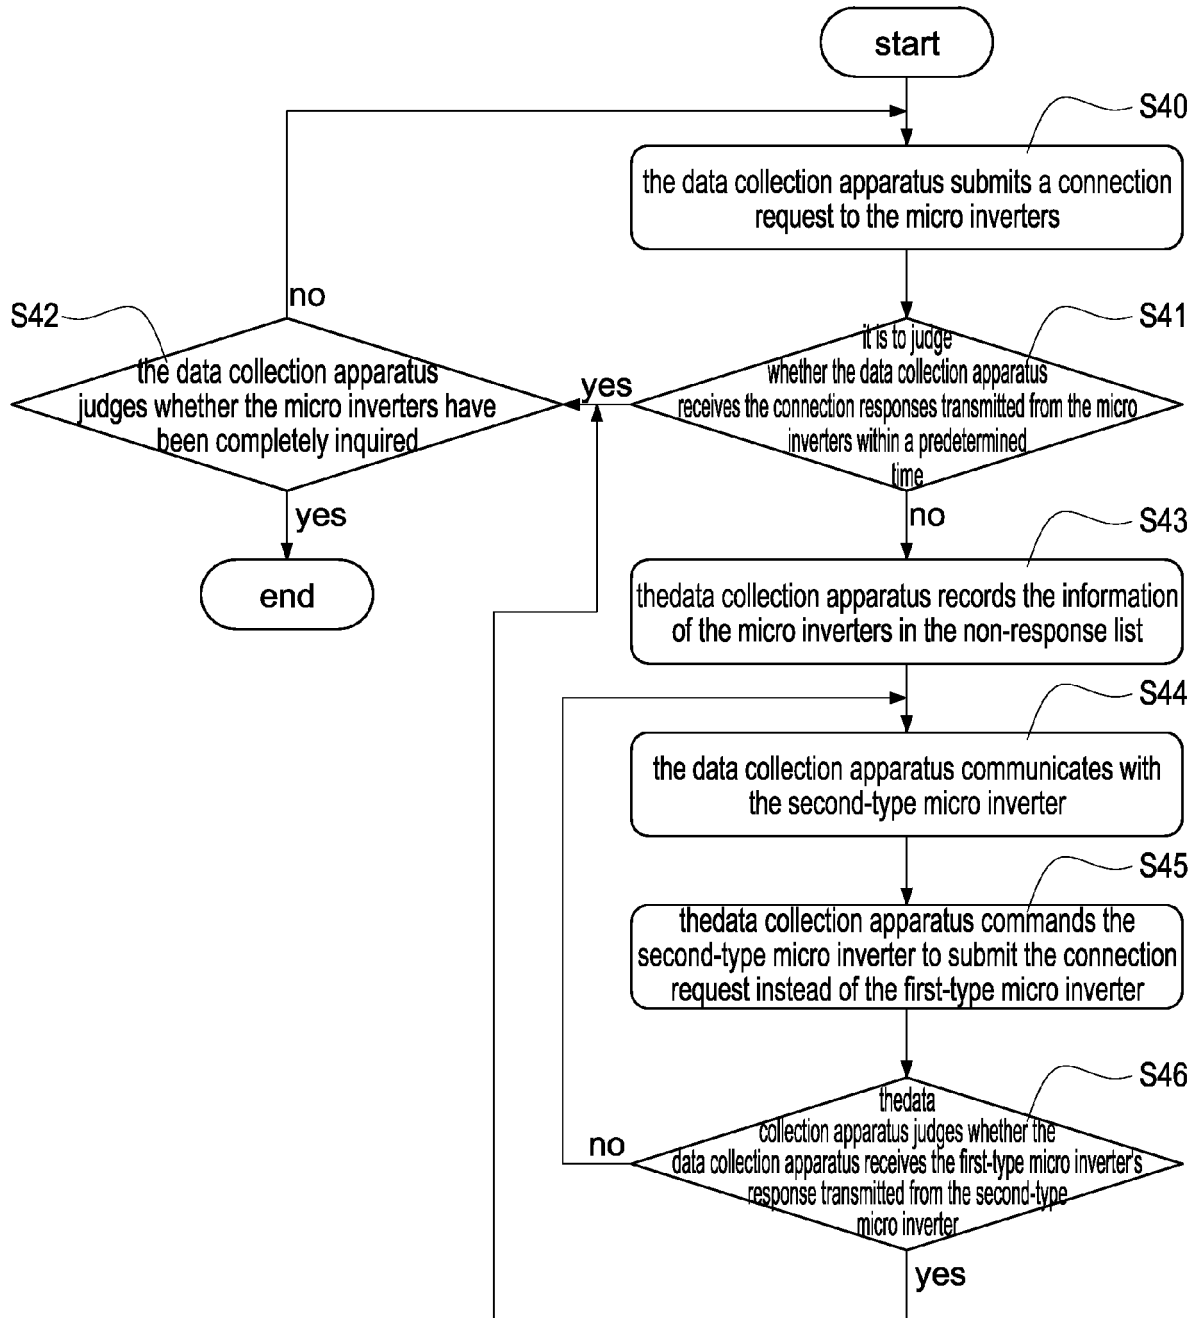 start
S40
the data collection apparatus submits a connection
request to the micro inverters
no
S42
the data collection apparatus
judges whether the micro inverters have
been completely inquired
yes
end
S41
it is to judge
whether the data collection apparatus
receives the connection responses transmitted from the micro
inverters within a predetermined
time
yes
no
S43
thedata collection apparatus records the information
of the micro inverters in the non-response list
S44
the data collection apparatus communicates with
the second-type micro inverter
S45
thedata collection apparatus commands the
second-type micro inverter to submit the connection
request instead of the first-type micro inverter
S46
thedata
collection apparatus judges whether the
data collection apparatus receives the first-type micro inverter's
response transmitted from the second-type
micro inverter
no
yes